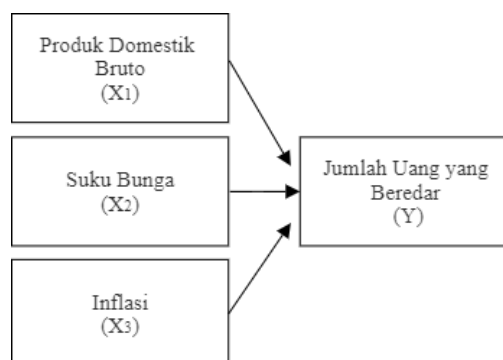 Produk Domestik
Bruto
(X1)
Suku Bunga
(X2)
Inflasi
(X3)
Jumlah Uang yang
Beredar
(Y)